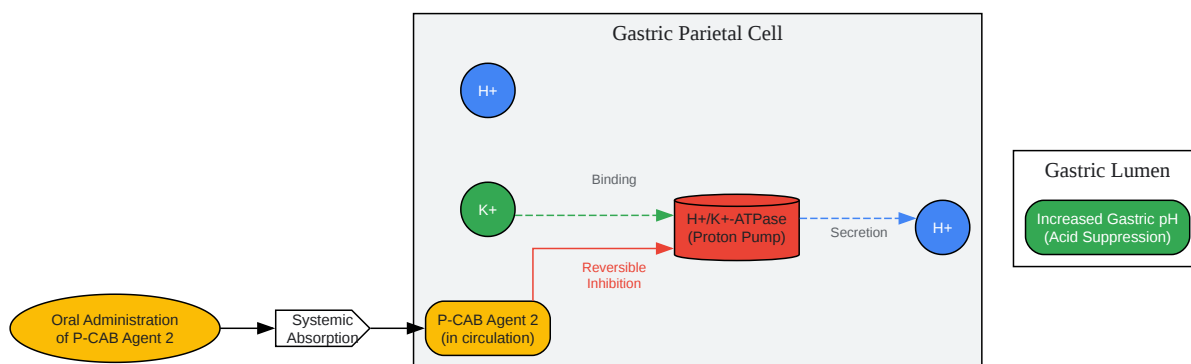 Gastric Parietal Cell
H+
Gastric Lumen
Binding
K+
H+/K+-ATPase
(Proton Pump)
Secretion
H+
Increased Gastric pH
(Acid Suppression)
Reversible
Inhibition
Oral Administration
of P-CAB Agent 2
Systemic
Absorption
P-CAB Agent 2
(in circulation)